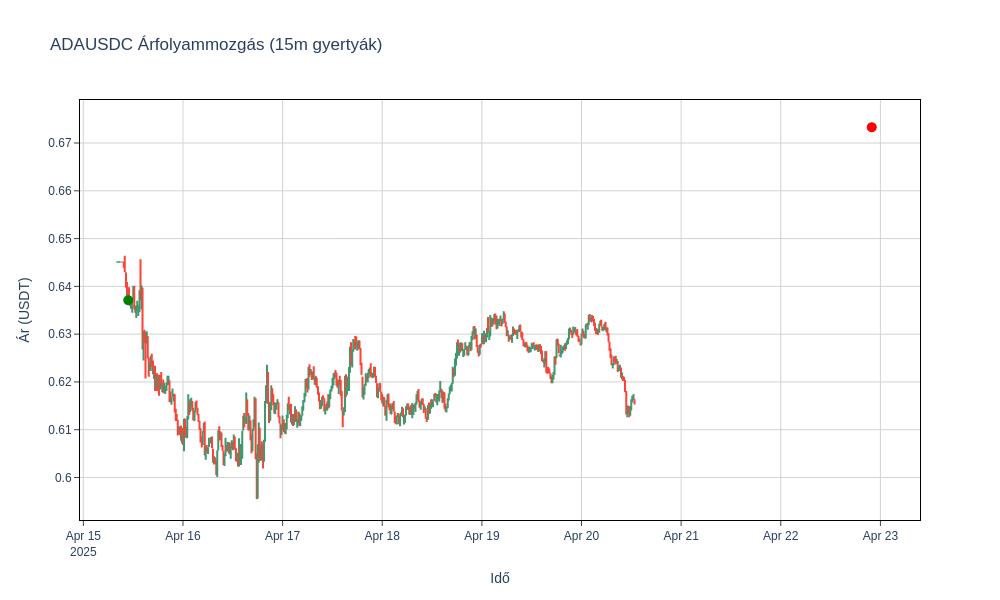 ADAUSDC Árfolyammozgás (15m gyertyák)
0.67
0.66
0.65
0.64
0.63
0.62
0.61
0.6
Ár (USDT)
Apr 15 Apr 16 Apr 17 Apr 18 Apr 19 Apr 20 Apr 21 Apr 22 Apr 23
2025
Idő